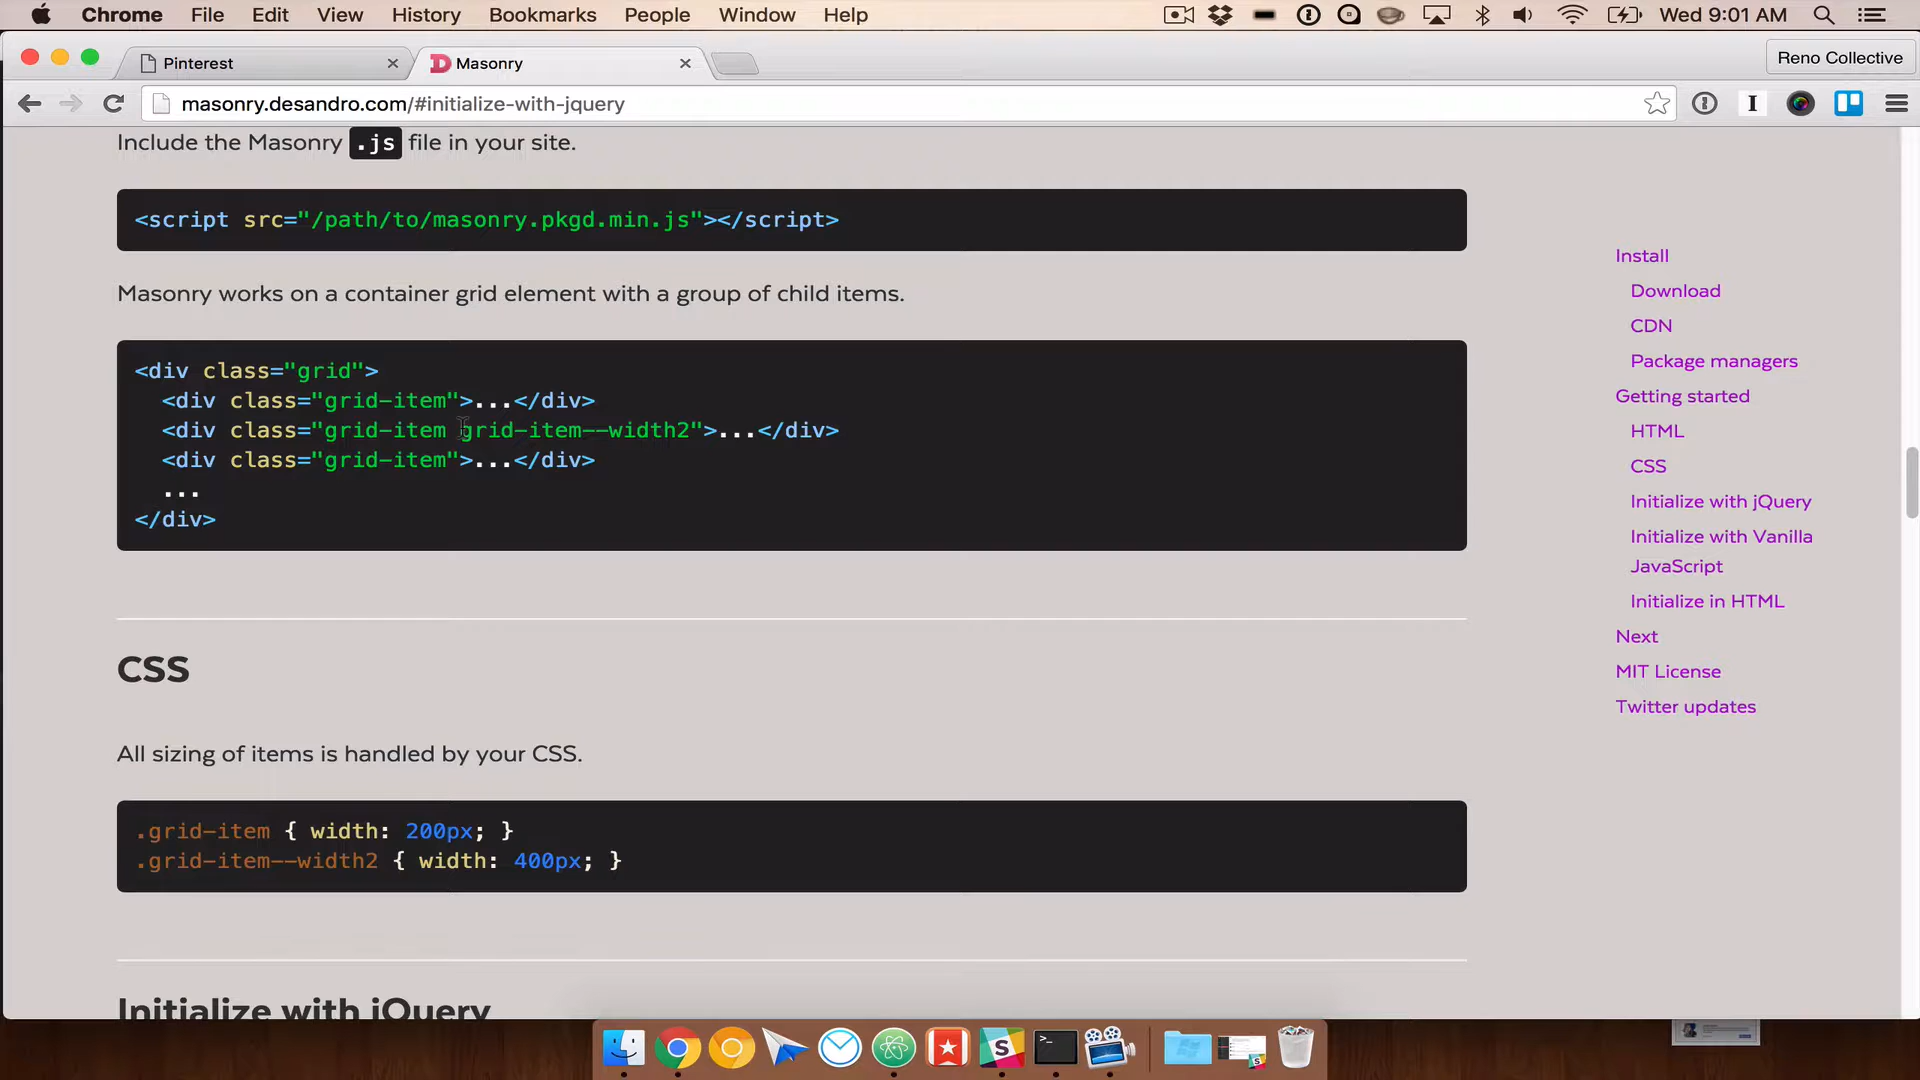 Chrome File Edit View History Bookmarks People Window Help Wed 9:01 AM
Pinterest
Masonry
Reno Collective
masonry.desandro.com/#initialize-with-jquery
Include the Masonry .js file in your site.
<script src="/path/to/masonry.pkgd.min.js"></script>
Masonry works on a container grid element with a group of child items.
<div class="grid">
<div class="grid-item">...</div>
<div class="grid-item grid-item--width2">...</div>
<div class="grid-item">...</div>
...
</div>
CSS
All sizing of items is handled by your CSS.
.grid-item { width: 200px; }
.grid-item--width2 { width: 400px; }
Initialize with jQuery
Install
Download
CDN
Package managers
Getting started
HTML
CSS
Initialize with jQuery
Initialize with Vanilla
JavaScript
Initialize in HTML
Next
MIT License
Twitter updates